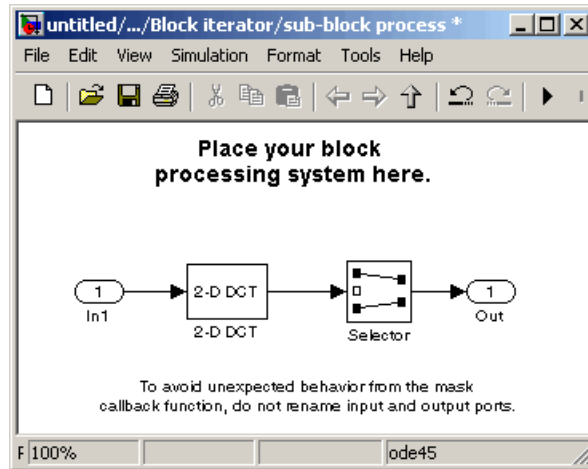 untitled/.../Block iterator/sub-block process *
File Edit View Simulation Format Tools Help
Place your block
processing system here.
1
2-D DCT
1
In1
2-D DCT
Selector
Out
To avoid unexpected behavior from the mask
callback function, do not rename input and output ports.
F 100% ode45